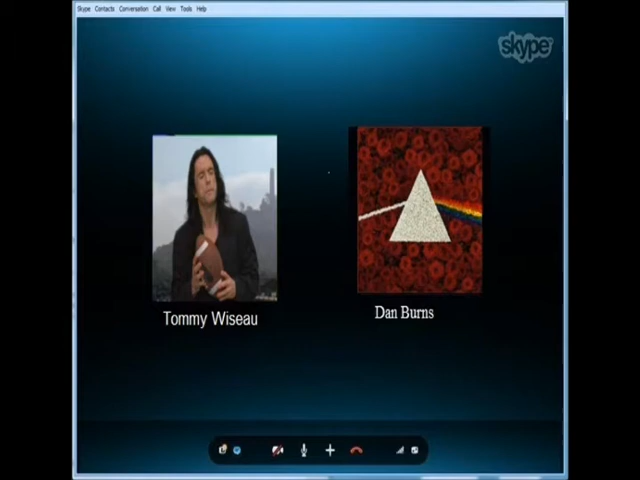 Skype Contacts Conversation Call View Tools Help
skype
Tommy Wiseau
Dan Burns